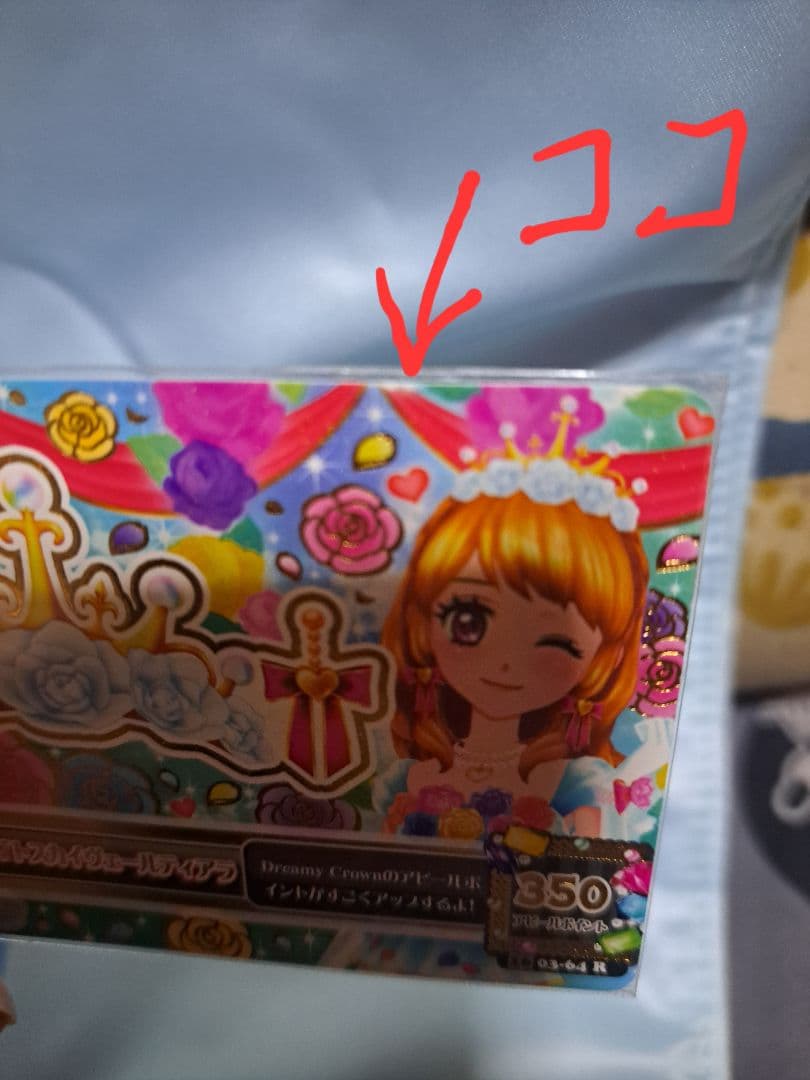 ココ
トスカイヴェールティアラ
Dreamy Crownのアピールポ
イントがすごくアップするよ!
350
アピールポイント
03-64 R